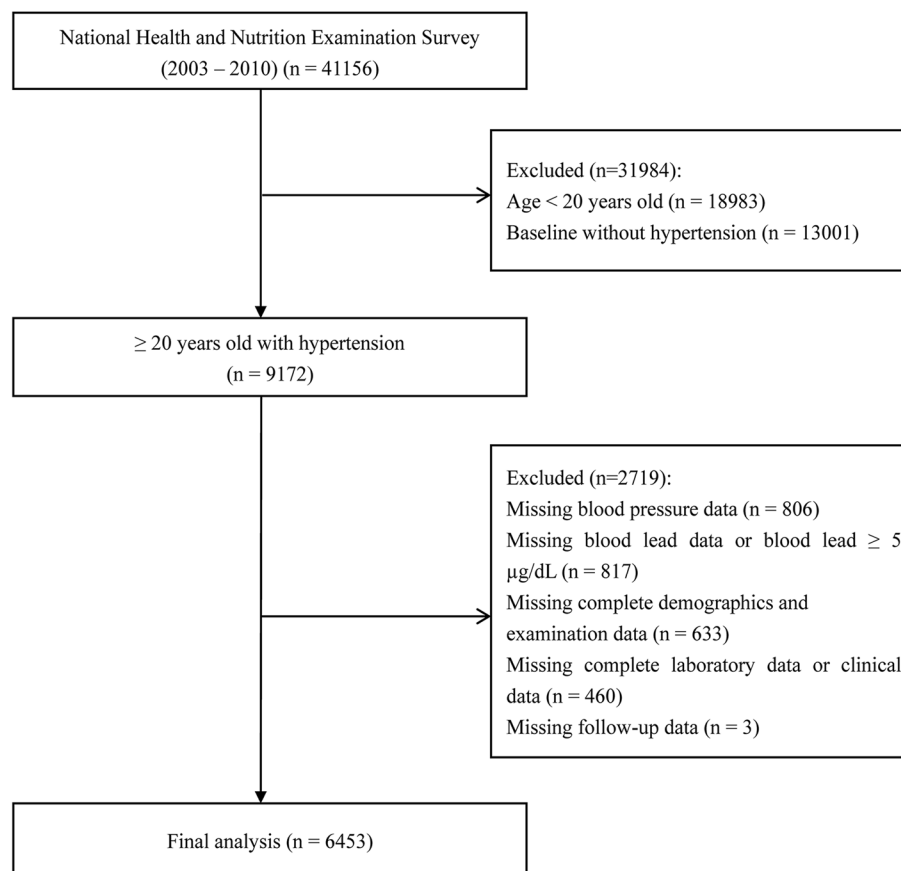 National Health and Nutrition Examination Survey
(2003 – 2010) (n = 41156)
Excluded (n=31984):
Age < 20 years old (n = 18983)
Baseline without hypertension (n = 13001)
≥ 20 years old with hypertension
(n = 9172)
Excluded (n=2719):
Missing blood pressure data (n = 806)
Missing blood lead data or blood lead ≥ 5
µg/dL (n = 817)
Missing complete demographics and
examination data (n = 633)
Missing complete laboratory data or clinical
data (n = 460)
Missing follow-up data (n = 3)
Final analysis (n = 6453)